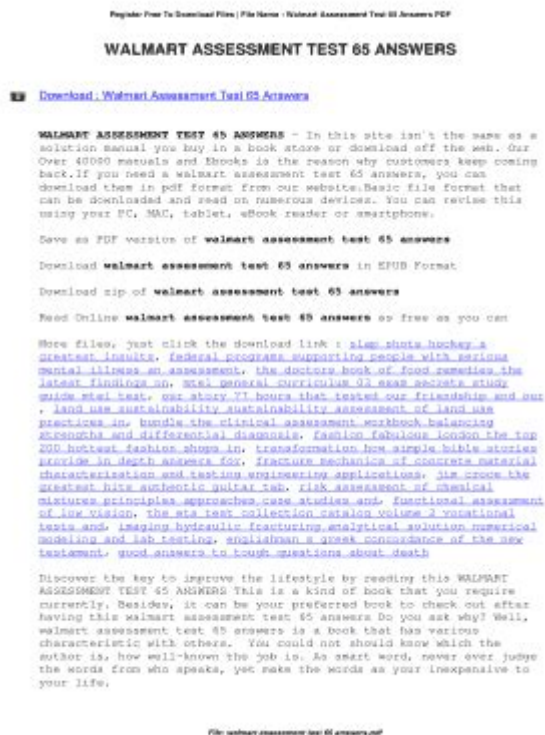 Register Free To Download Files | File Name - Walmart Assessment Test 65 Answers PDF
WALMART ASSESSMENT TEST 65 ANSWERS
Download : Walmart Assessment Test 65 Answers
WALMART ASSESSMENT TEST 65 ANSWERS - In this site isn't the same as a
solution manual you buy in a book store or download off the web. Our
Over 40000 manuals and Ebooks is the reason why customers keep coming
back.If you need a walmart assessment test 65 answers, you can
download them in pdf format from our website.Basic file format that
can be downloaded and read on numerous devices. You can revise this
using your PC, MAC, tablet, eBook reader or smartphone.
Save as PDF version of walmart assessment test 65 answers
Download walmart assessment test 65 answers in EPUB Format
Download zip of walmart assessment test 65 answers
Read Online walmart assessment test 65 answers as free as you can
More files, just click the download link : slap shots hockey s
greatest insults, federal programs supporting people with serious
mental illness an assessment, the doctors book of food remedies the
latest findings on, mtel general curriculum 03 exam secrets study
guide mtel test, our story 77 hours that tested our friendship and our
, land use sustainability sustainability assessment of land use
practices in, bundle the clinical assessment workbook balancing
strengths and differential diagnosis, fashion fabulous london the top
200 hottest fashion shops in, transformation how simple bible stories
provide in depth answers for, fracture mechanics of concrete material
characterization and testing engineering applications, jim croce the
greatest hits authentic guitar tab, risk assessment of chemical
mixtures principles approaches case studies and, functional assessment
of low vision, the ets test collection catalog volume 2 vocational
tests and, imaging hydraulic fracturing analytical solution numerical
modeling and lab testing, englishman s greek concordance of the new
testament, good answers to tough questions about death
Discover the key to improve the lifestyle by reading this WALMART
ASSESSMENT TEST 65 ANSWERS This is a kind of book that you require
currently. Besides, it can be your preferred book to check out after
having this walmart assessment test 65 answers Do you ask why? Well,
walmart assessment test 65 answers is a book that has various
characteristic with others. You could not should know which the
author is, how well-known the job is. As smart word, never ever judge
the words from who speaks, yet make the words as your inexpensive to
your life.
File: walmart assessment test 65 answers.pdf